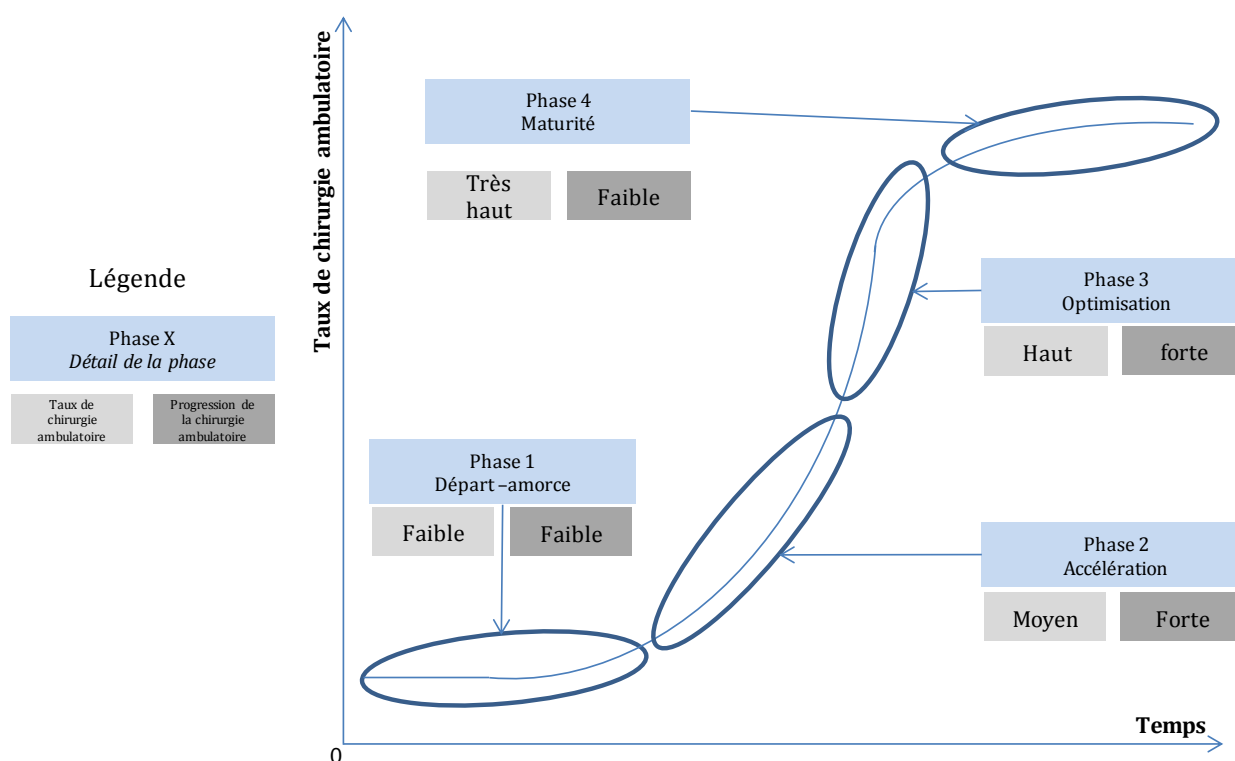 Taux de chirurgie ambulatoire
Phase 4
Maturité
Très
haut
Faible
Légende
Phase X
Détail de la phase
Taux de
chirurgie
ambulatoire
Progression de
la chirurgie
ambulatoire
Phase 3
Optimisation
Haut
forte
Phase 1
Départ –amorce
Faible
Faible
Phase 2
Accélération
Moyen
Forte
Temps
0